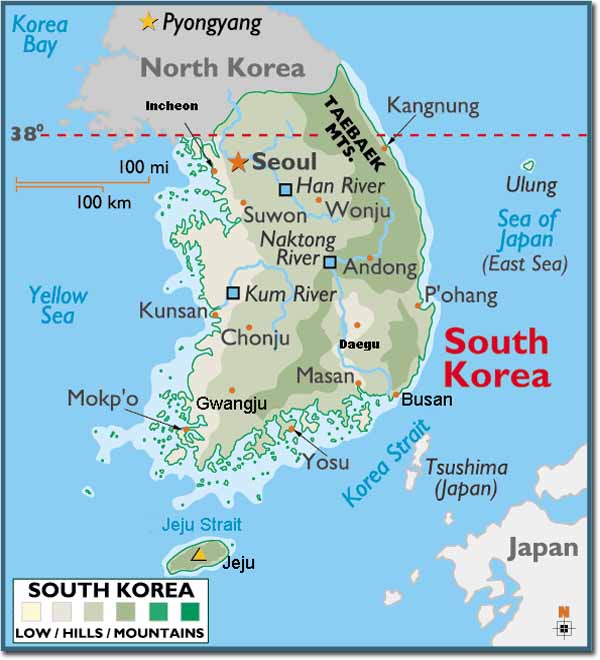 Korea
Bay
Pyongyang
North Korea
Incheon
TAEBAEK
MTS.
Kangnung
38°
100 mi
100 km
Seoul
Han River
Ulung
Suwon
Wonju
Sea of
Japan
(East Sea)
Naktong
River
Andong
Yellow
Sea
Kum River
P'ohang
Kunsan
Chonju
Daegu
South
Korea
Masan
Mokp'o
Gwangju
Busan
Yosu
Korea Strait
Tsushima
(Japan)
Jeju Strait
Jeju
Japan
SOUTH KOREA
LOW / HILLS / MOUNTAINS
N